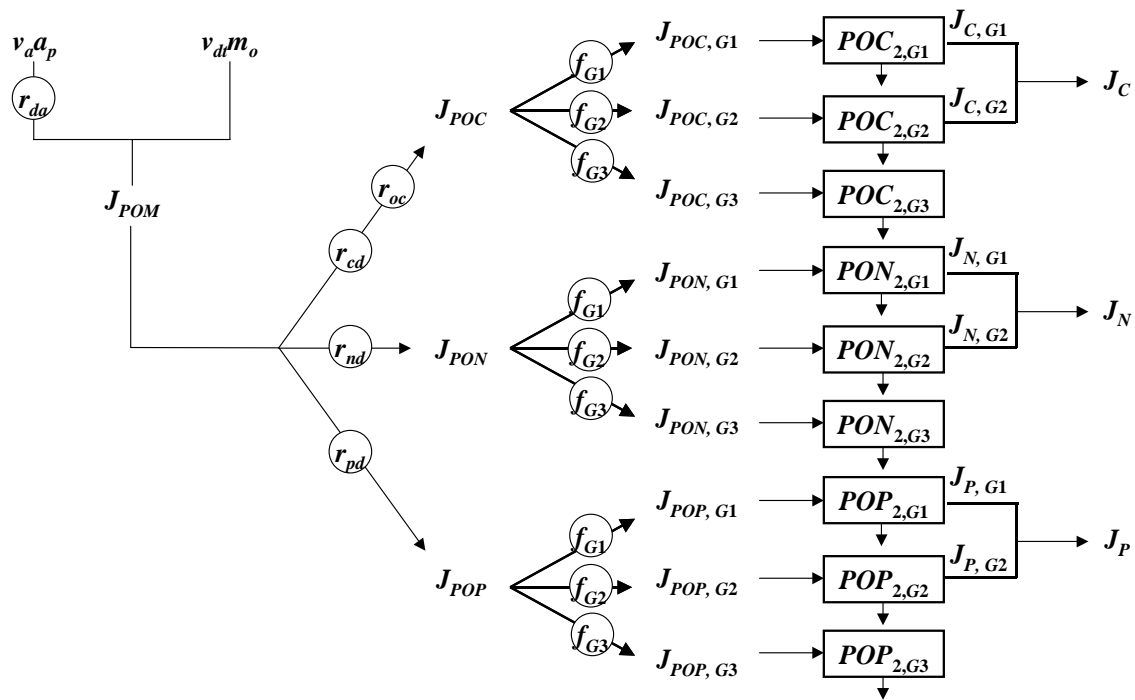 v_a a_p
v_dt m_o
r_da
J_POM
r_cd
r_oc
r_nd
r_pd
J_POC
f_G1
f_G2
f_G3
J_POC, G1
J_POC, G2
J_POC, G3
POC_2,G1
POC_2,G2
POC_2,G3
J_C, G1
J_C, G2
J_C
J_PON
f_G1
f_G2
f_G3
J_PON, G1
J_PON, G2
J_PON, G3
PON_2,G1
PON_2,G2
PON_2,G3
J_N, G1
J_N, G2
J_N
J_POP
f_G1
f_G2
f_G3
J_POP, G1
J_POP, G2
J_POP, G3
POP_2,G1
POP_2,G2
POP_2,G3
J_P, G1
J_P, G2
J_P